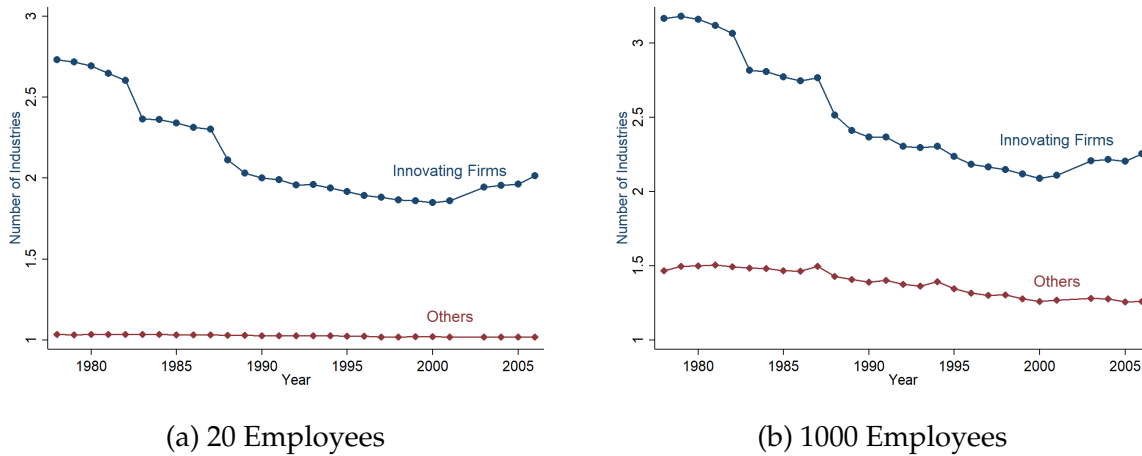 3
2.5
2
1.5
1
Number of Industries
Innovating Firms
Others
1980 1985 1990 1995 2000 2005
Year
(a) 20 Employees
3
2.5
2
1.5
1
Number of Industries
Innovating Firms
Others
1980 1985 1990 1995 2000 2005
Year
(b) 1000 Employees